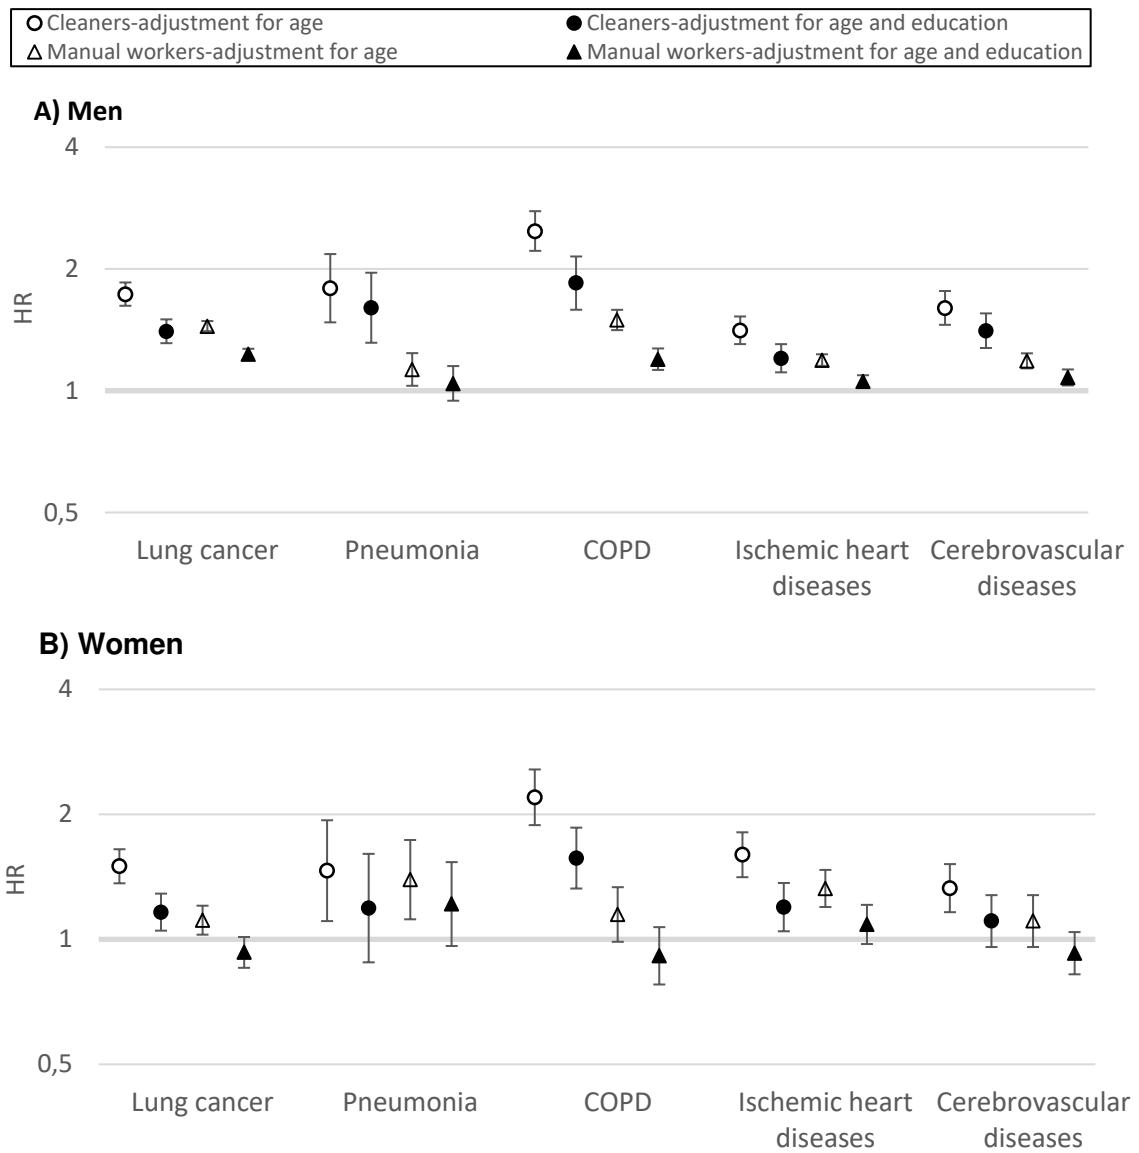 Cleaners-adjustment for age
Cleaners-adjustment for age and education
Manual workers-adjustment for age
Manual workers-adjustment for age and education
A) Men
4
2
1
0,5
HR
Lung cancer
Pneumonia
COPD
Ischemic heart
diseases
Cerebrovascular
diseases
B) Women
4
2
1
0,5
HR
Lung cancer
Pneumonia
COPD
Ischemic heart
diseases
Cerebrovascular
diseases